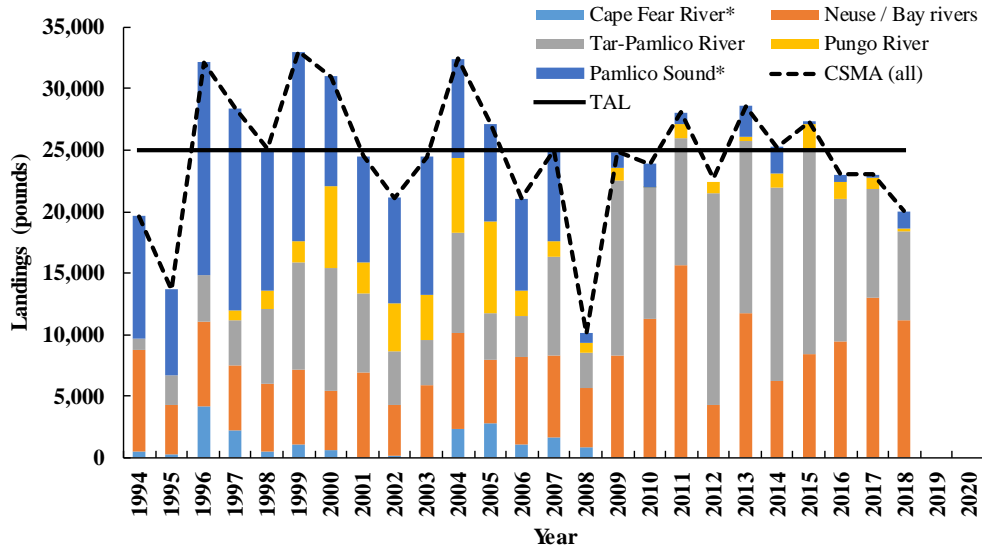 Cape Fear River*
Neuse / Bay rivers
Tar-Pamlico River
Pungo River
Pamlico Sound*
CSMA (all)
TAL
35,000
30,000
25,000
20,000
15,000
10,000
5,000
0
Landings (pounds)
1994 1995 1996 1997 1998 1999 2000 2001 2002 2003 2004 2005 2006 2007 2008 2009 2010 2011 2012 2013 2014 2015 2016 2017 2018 2019 2020
Year